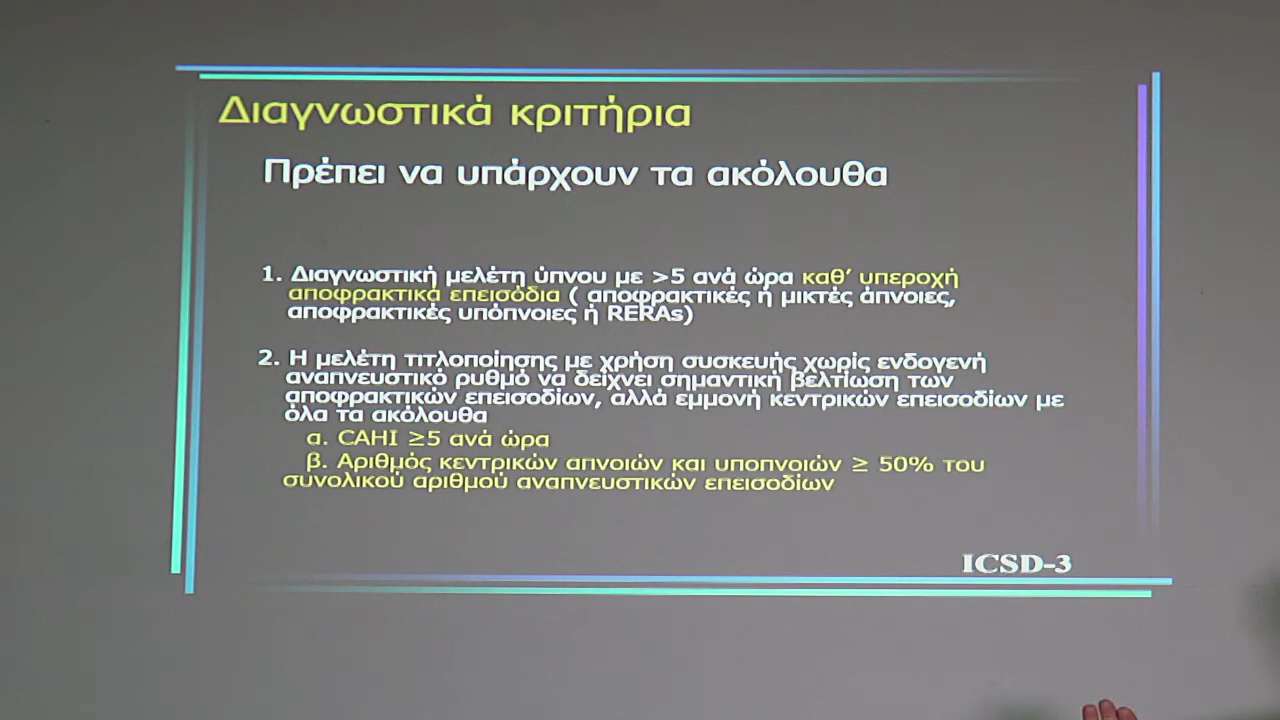 Διαγνωστικά κριτήρια
Πρέπει να υπάρχουν τα ακόλουθα
1. Διαγνωστική μελέτη ύπνου με >5 ανά ώρα καθ’ υπεροχή
αποφρακτικά επεισόδια ( αποφρακτικές ή μικτές άπνοιες,
αποφρακτικές υπόπνοιες ή RERAs)
2. Η μελέτη τιτλοποίησης με χρήση συσκευής χωρίς ενδογενή
αναπνευστικό ρυθμό να δείχνει σημαντική βελτίωση των
αποφρακτικών επεισοδίων, αλλά εμμονή κεντρικών επεισοδίων με
όλα τα ακόλουθα
α. CAHI ≥5 ανά ώρα
β. Αριθμός κεντρικών απνοιών και υποπνοιών ≥ 50% του
συνολικού αριθμού αναπνευστικών επεισοδίων
ICSD-3